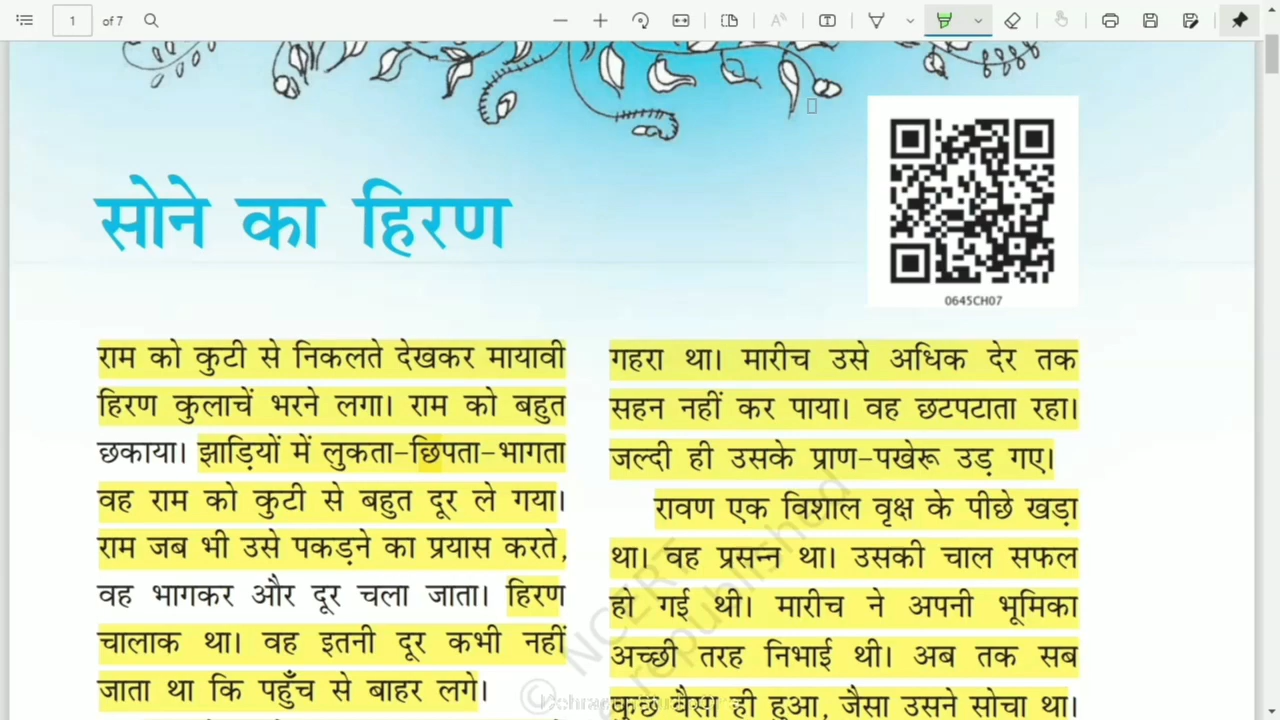 1 of 7
सोने का हिरण
0645CH07
राम को कुटी से निकलते देखकर मायावी
हिरण कुलाचें भरने लगा। राम को बहुत
छकाया। झाड़ियों में लुकता-छिपता-भागता
वह राम को कुटी से बहुत दूर ले गया।
राम जब भी उसे पकड़ने का प्रयास करते,
वह भागकर और दूर चला जाता। हिरण
चालाक था। वह इतनी दूर कभी नहीं
जाता था कि पहुँच से बाहर लगे।
गहरा था। मारीच उसे अधिक देर तक
सहन नहीं कर पाया। वह छटपटाता रहा।
जल्दी ही उसके प्राण-पखेरू उड़ गए।
रावण एक विशाल वृक्ष के पीछे खड़ा
था। वह प्रसन्न था। उसकी चाल सफल
हो गई थी। मारीच ने अपनी भूमिका
अच्छी तरह निभाई थी। अब तक सब
कुछ वैसा ही हुआ, जैसा उसने सोचा था।
© NCERT
republished